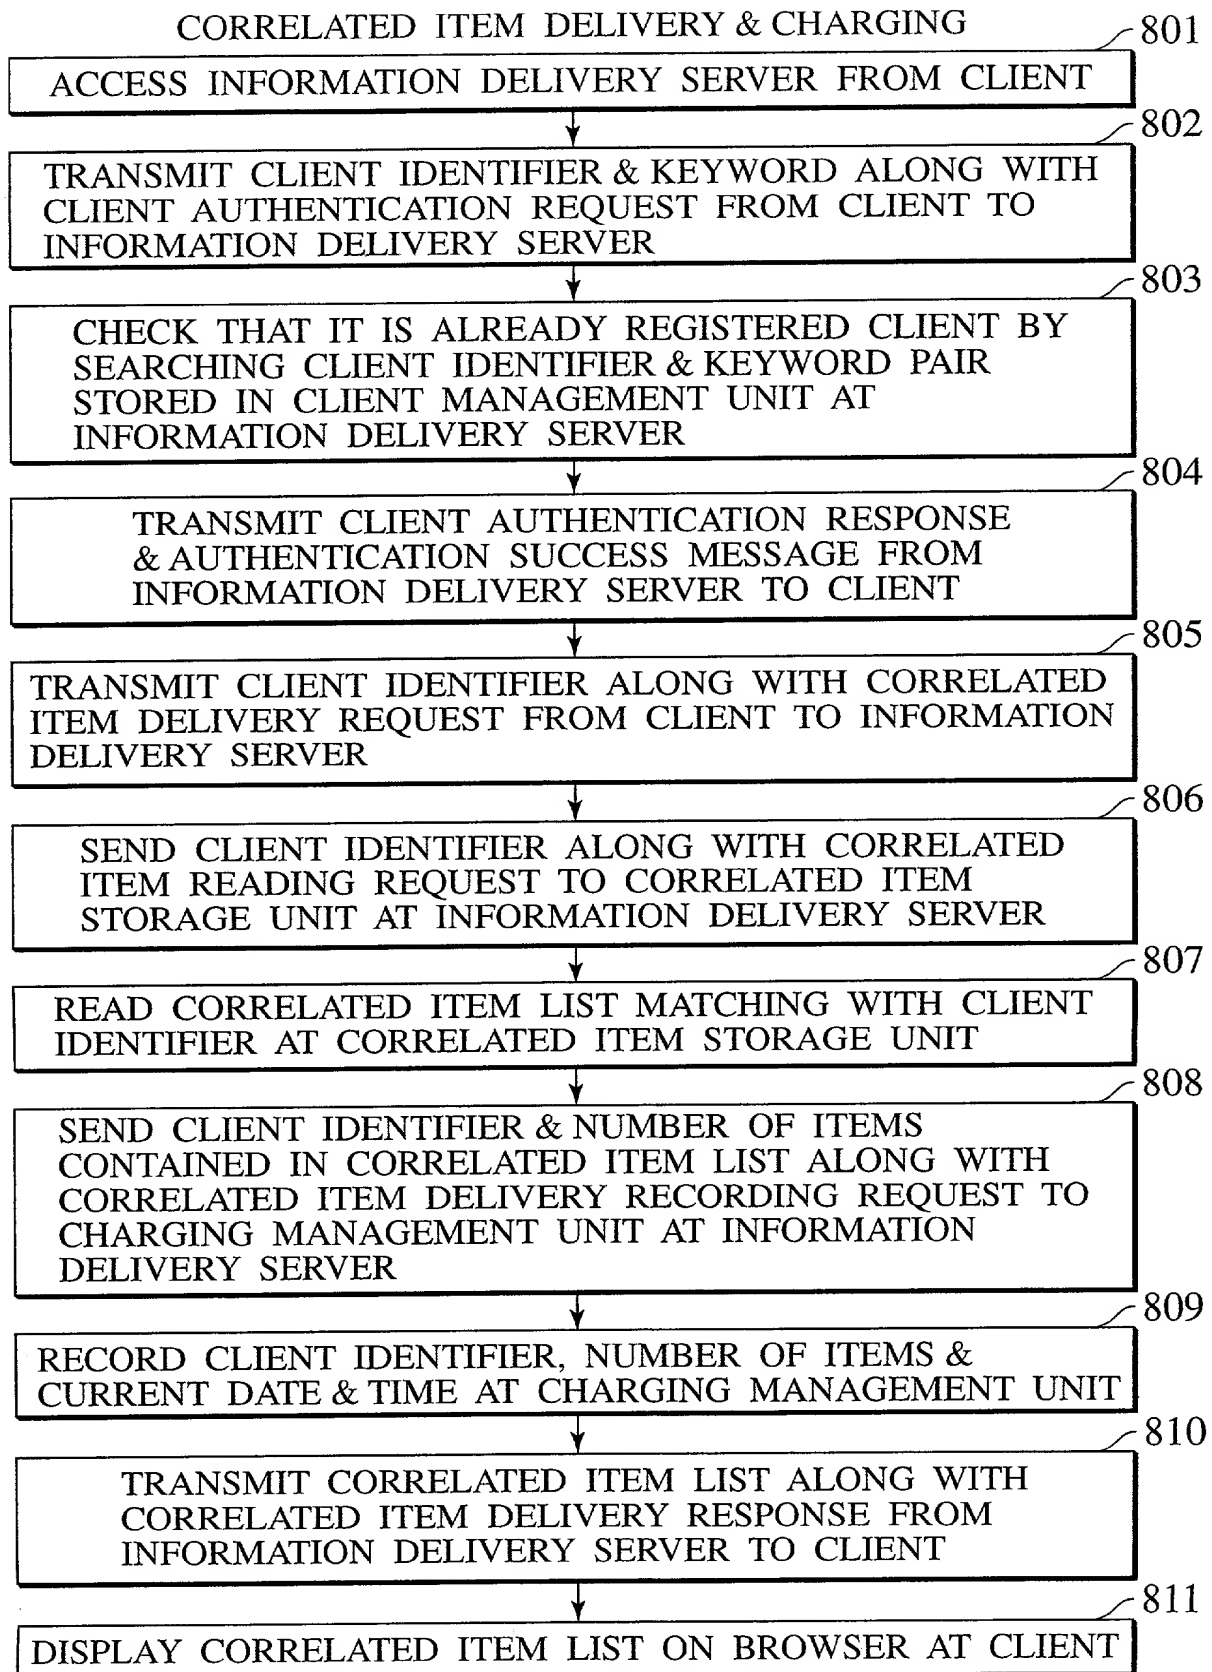 CORRELATED ITEM DELIVERY & CHARGING
801
ACCESS INFORMATION DELIVERY SERVER FROM CLIENT
802
TRANSMIT CLIENT IDENTIFIER & KEYWORD ALONG WITH
CLIENT AUTHENTICATION REQUEST FROM CLIENT TO
INFORMATION DELIVERY SERVER
803
CHECK THAT IT IS ALREADY REGISTERED CLIENT BY
SEARCHING CLIENT IDENTIFIER & KEYWORD PAIR
STORED IN CLIENT MANAGEMENT UNIT AT
INFORMATION DELIVERY SERVER
804
TRANSMIT CLIENT AUTHENTICATION RESPONSE
& AUTHENTICATION SUCCESS MESSAGE FROM
INFORMATION DELIVERY SERVER TO CLIENT
805
TRANSMIT CLIENT IDENTIFIER ALONG WITH CORRELATED
ITEM DELIVERY REQUEST FROM CLIENT TO INFORMATION
DELIVERY SERVER
806
SEND CLIENT IDENTIFIER ALONG WITH CORRELATED
ITEM READING REQUEST TO CORRELATED ITEM
STORAGE UNIT AT INFORMATION DELIVERY SERVER
807
READ CORRELATED ITEM LIST MATCHING WITH CLIENT
IDENTIFIER AT CORRELATED ITEM STORAGE UNIT
808
SEND CLIENT IDENTIFIER & NUMBER OF ITEMS
CONTAINED IN CORRELATED ITEM LIST ALONG WITH
CORRELATED ITEM DELIVERY RECORDING REQUEST TO
CHARGING MANAGEMENT UNIT AT INFORMATION
DELIVERY SERVER
809
RECORD CLIENT IDENTIFIER, NUMBER OF ITEMS &
CURRENT DATE & TIME AT CHARGING MANAGEMENT UNIT
810
TRANSMIT CORRELATED ITEM LIST ALONG WITH
CORRELATED ITEM DELIVERY RESPONSE FROM
INFORMATION DELIVERY SERVER TO CLIENT
811
DISPLAY CORRELATED ITEM LIST ON BROWSER AT CLIENT